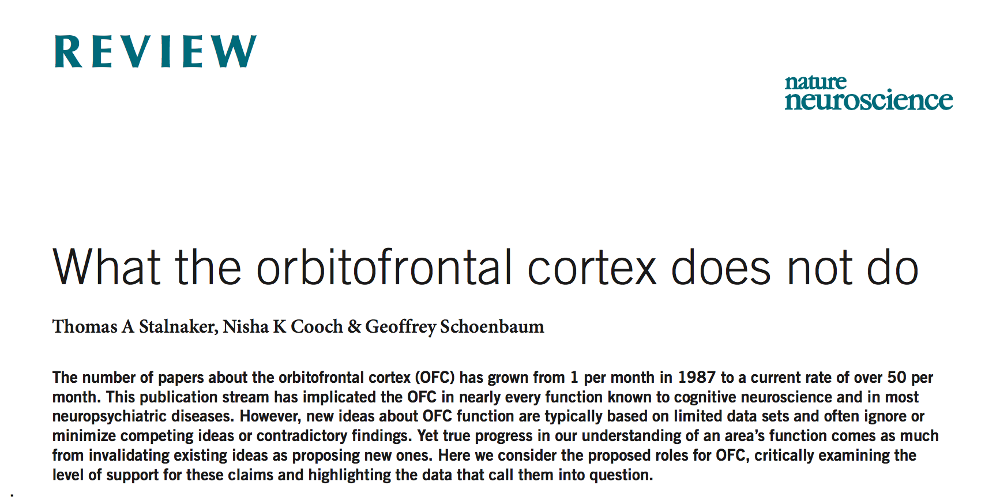 REVIEW
nature
neuroscience
What the orbitofrontal cortex does not do
Thomas A Stalnaker, Nisha K Cooch & Geoffrey Schoenbaum
The number of papers about the orbitofrontal cortex (OFC) has grown from 1 per month in 1987 to a current rate of over 50 per
month. This publication stream has implicated the OFC in nearly every function known to cognitive neuroscience and in most
neuropsychiatric diseases. However, new ideas about OFC function are typically based on limited data sets and often ignore or
minimize competing ideas or contradictory findings. Yet true progress in our understanding of an area’s function comes as much
from invalidating existing ideas as proposing new ones. Here we consider the proposed roles for OFC, critically examining the
level of support for these claims and highlighting the data that call them into question.